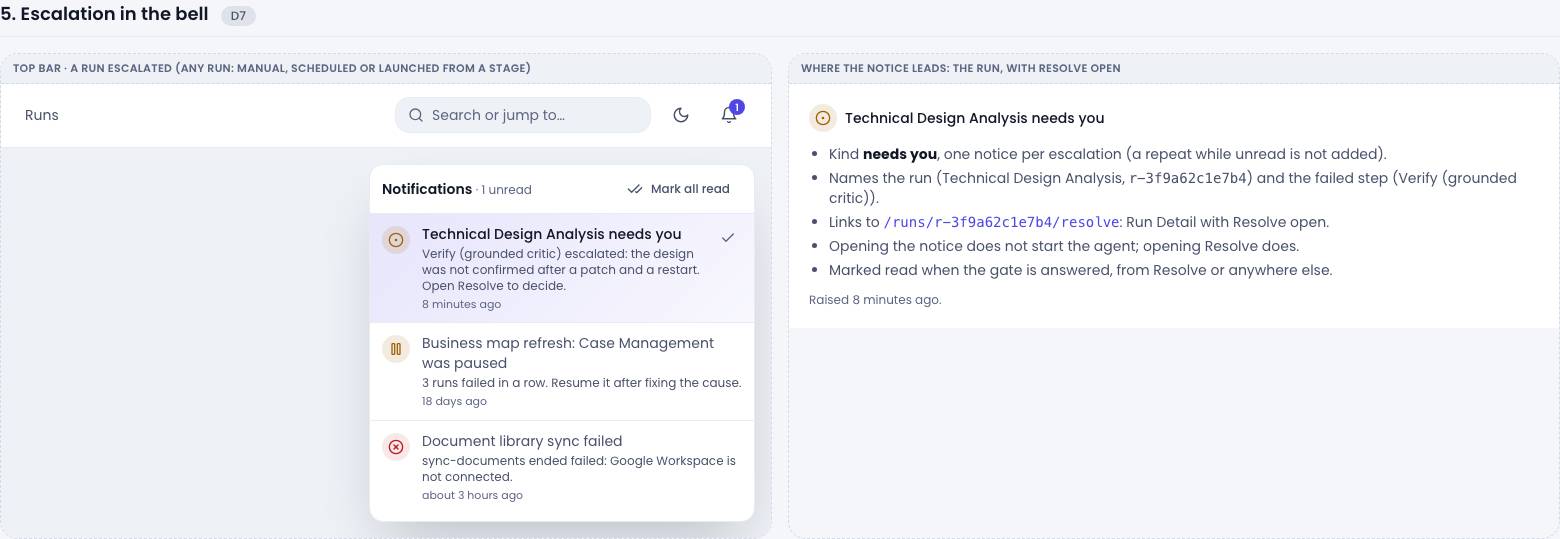 5. Escalation in the bell D7
TOP BAR · A RUN ESCALATED (ANY RUN: MANUAL, SCHEDULED OR LAUNCHED FROM A STAGE)
Runs
Search or jump to…
1
Notifications · 1 unread
Mark all read
Technical Design Analysis needs you
Verify (grounded critic) escalated: the design
was not confirmed after a patch and a restart.
Open Resolve to decide.
8 minutes ago
Business map refresh: Case Management
was paused
3 runs failed in a row. Resume it after fixing the cause.
18 days ago
Document library sync failed
sync-documents ended failed: Google Workspace is
not connected.
about 3 hours ago
WHERE THE NOTICE LEADS: THE RUN, WITH RESOLVE OPEN
Technical Design Analysis needs you
• Kind needs you, one notice per escalation (a repeat while unread is not added).
• Names the run (Technical Design Analysis, r-3f9a62c1e7b4) and the failed step (Verify (grounded
critic)).
• Links to /runs/r-3f9a62c1e7b4/resolve: Run Detail with Resolve open.
• Opening the notice does not start the agent; opening Resolve does.
• Marked read when the gate is answered, from Resolve or anywhere else.
Raised 8 minutes ago.